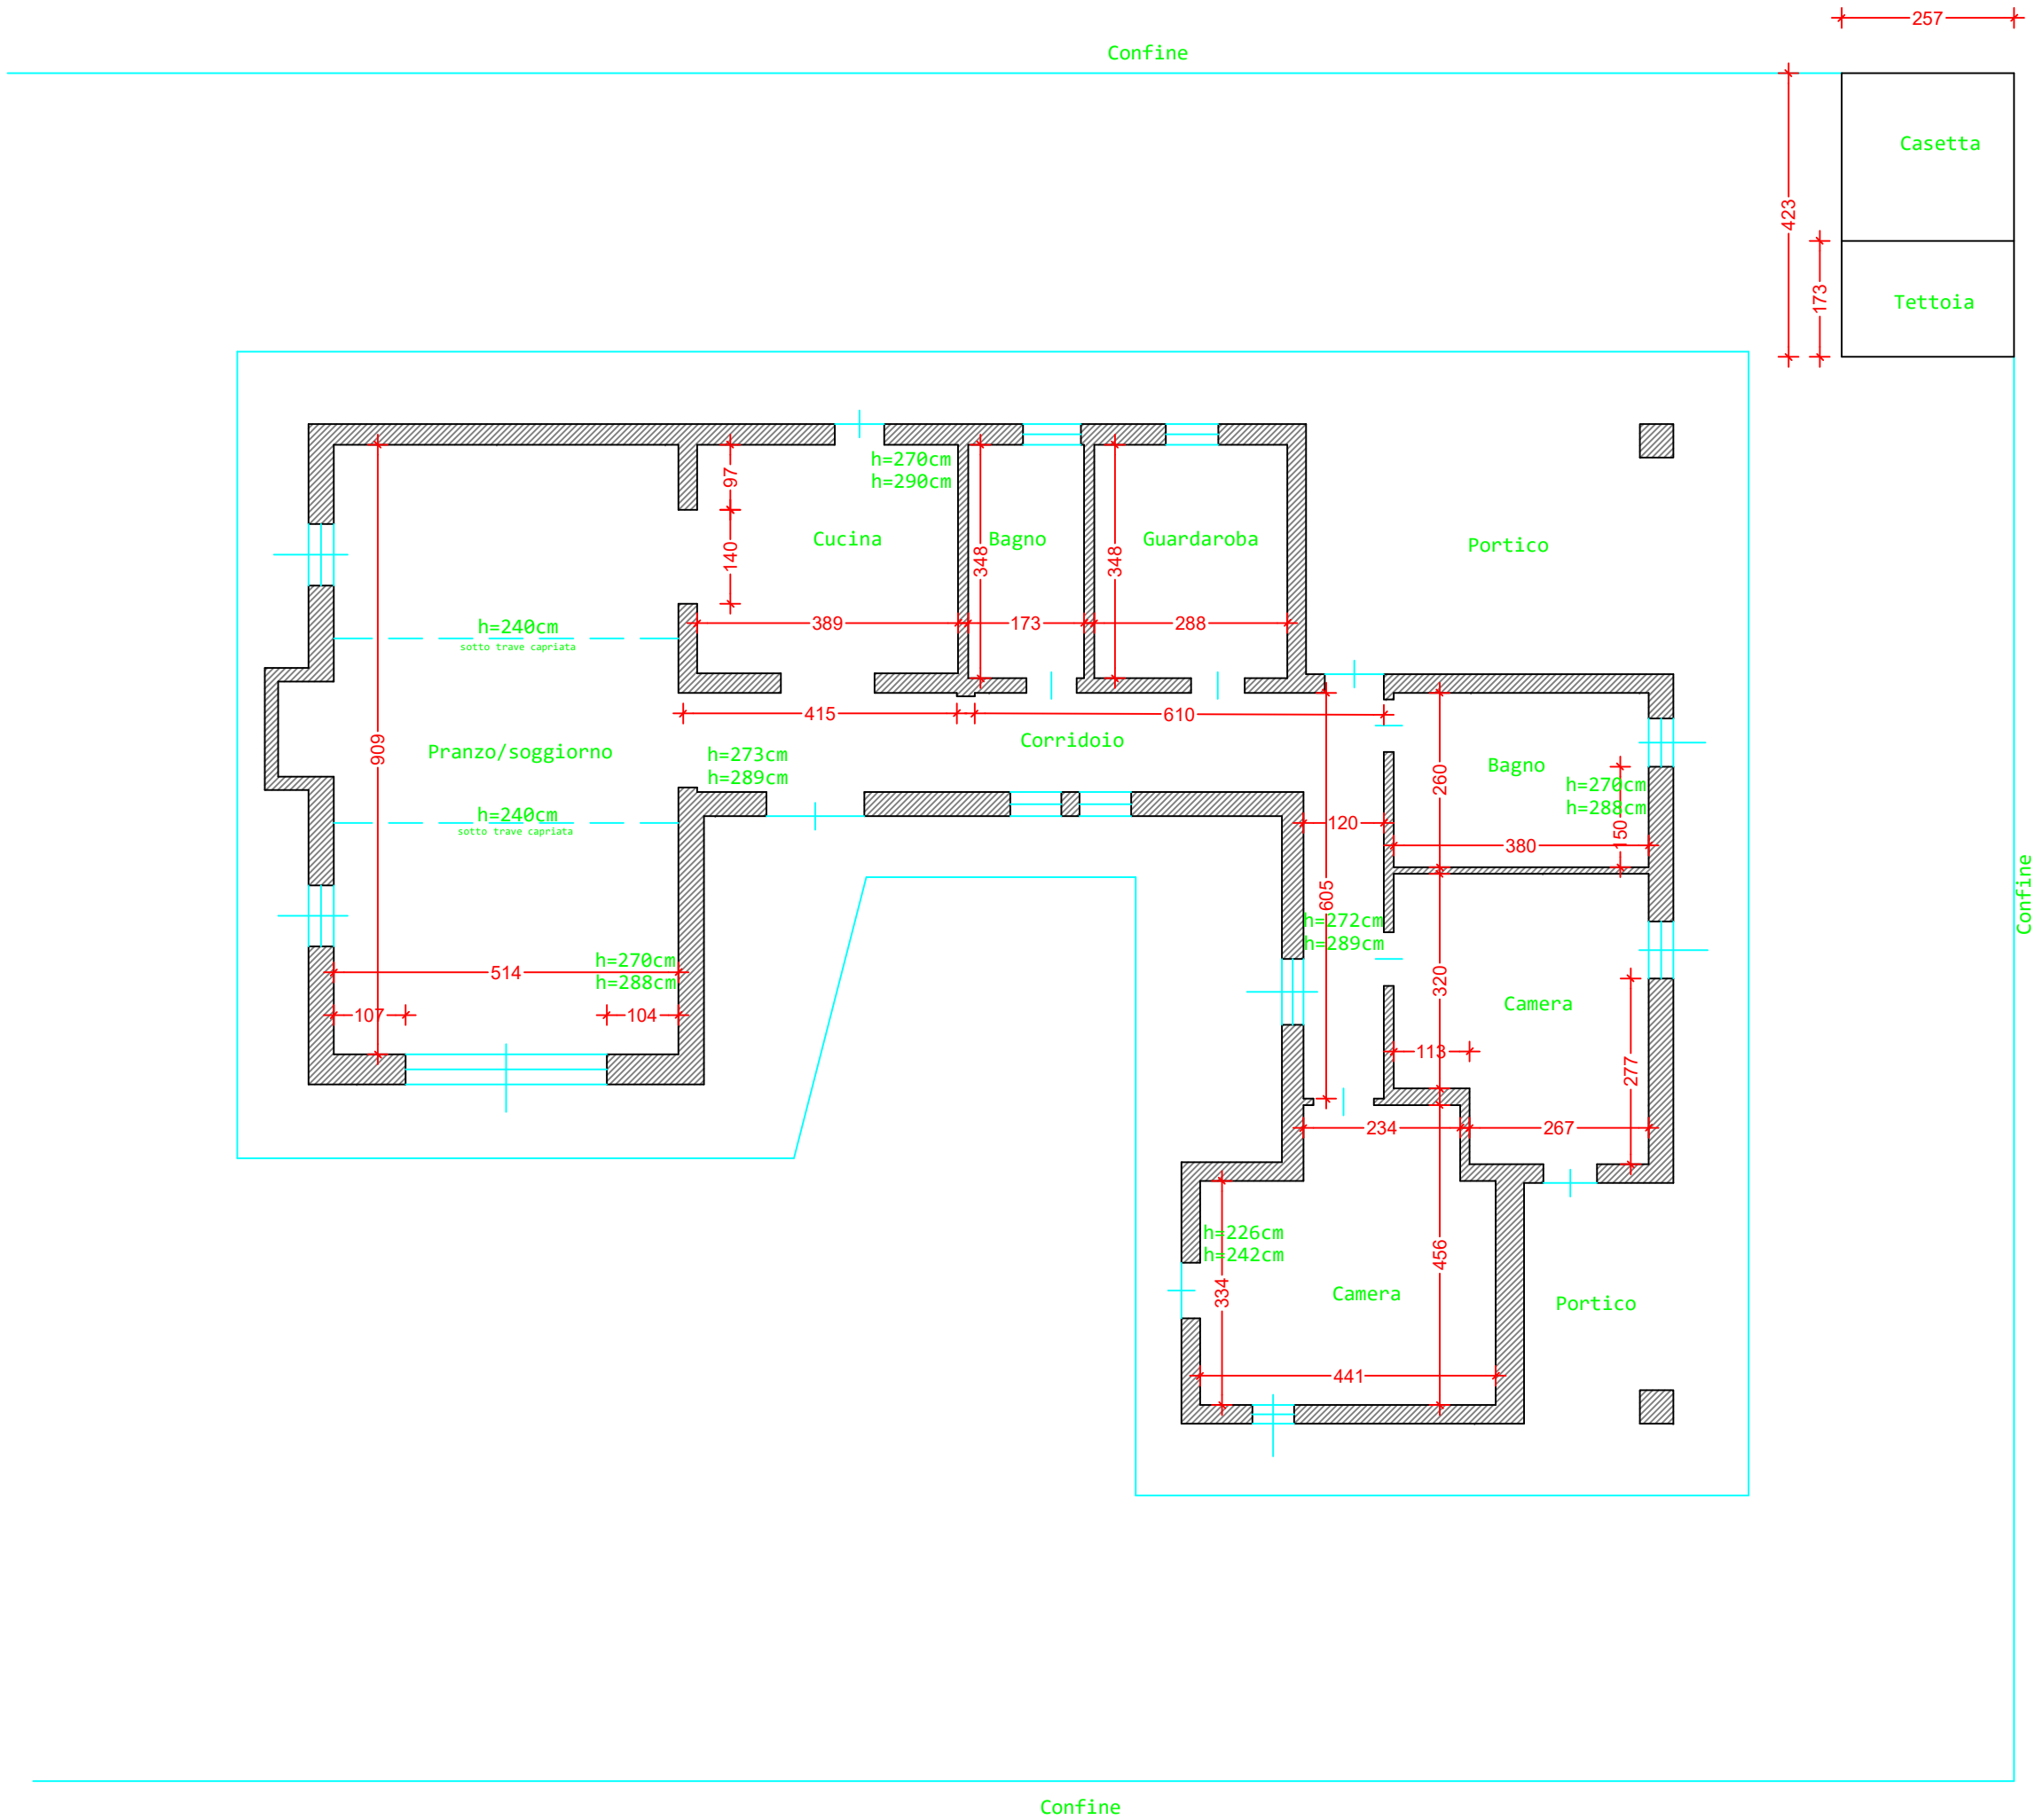 257
Confine
Casetta
423
173
Tettoia
97
h=270cm
h=290cm
Cucina
Bagno
Guardaroba
Portico
140
348
348
389
173
288
h=240cm
sotto trave capriata
415
610
Corridoio
909
Pranzo/soggiorno
h=273cm
h=289cm
Bagno
260
h=270cm
h=288cm
150
h=240cm
sotto trave capriata
120
380
Confine
605
h=272cm
h=289cm
h=270cm
h=288cm
514
320
Camera
107
104
113
277
234
267
h=226cm
h=242cm
456
334
Camera
Portico
441
Confine